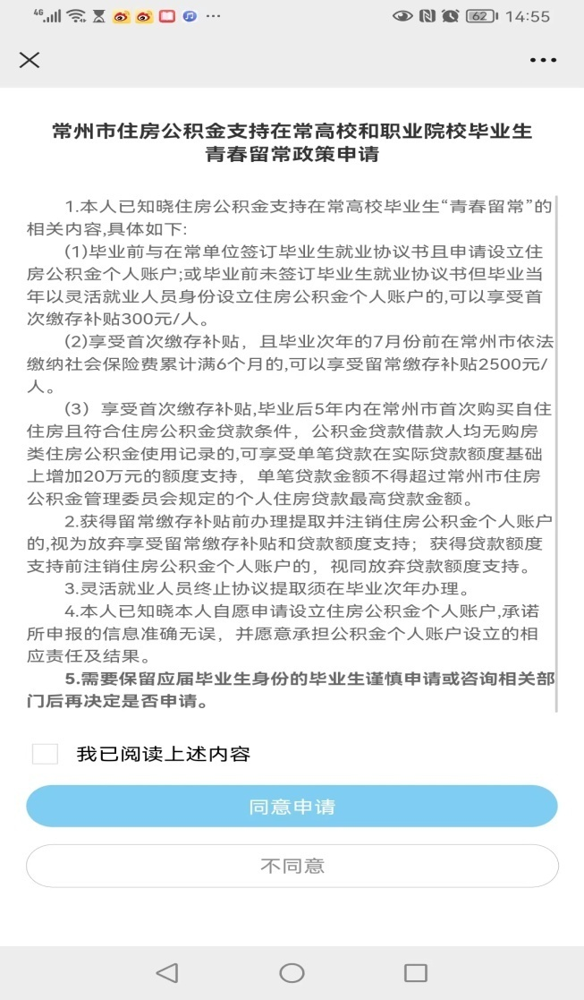 4G 62 14:55
常州市住房公积金支持在常高校和职业院校毕业生
青春留常政策申请
1.本人已知晓住房公积金支持在常高校毕业生“青春留常”的
相关内容,具体如下:
(1)毕业前与在常单位签订毕业生就业协议书且申请设立住
房公积金个人账户;或毕业前未签订毕业生就业协议书但毕业当
年以灵活就业人员身份设立住房公积金个人账户的,可以享受首
次缴存补贴300元/人。
(2)享受首次缴存补贴，且毕业次年的7月份前在常州市依法
缴纳社会保险费累计满6个月的,可以享受留常缴存补贴2500元/
人。
(3）享受首次缴存补贴,毕业后5年内在常州市首次购买自住
住房且符合住房公积金贷款条件，公积金贷款借款人均无购房
类住房公积金使用记录的,可享受单笔贷款在实际贷款额度基础
上增加20万元的额度支持，单笔贷款金额不得超过常州市住房
公积金管理委员会规定的个人住房贷款最高贷款金额。
2.获得留常缴存补贴前办理提取并注销住房公积金个人账户
的,视为放弃享受留常缴存补贴和贷款额度支持；获得贷款额度
支持前注销住房公积金个人账户的，视同放弃贷款额度支持。
3.灵活就业人员终止协议提取须在毕业次年办理。
4.本人已知晓本人自愿申请设立住房公积金个人账户,承诺
所申报的信息准确无误，并愿意承担公积金个人账户设立的相
应责任及结果。
5.需要保留应届毕业生身份的毕业生谨慎申请或咨询相关部
门后再决定是否申请。
我已阅读上述内容
同意申请
不同意